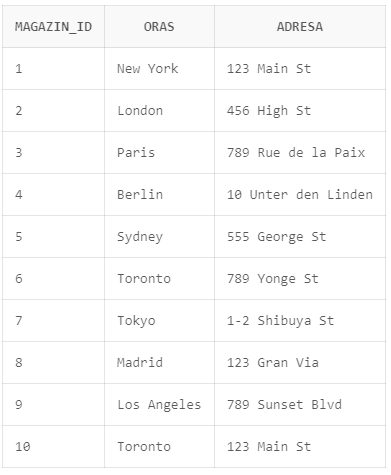 MAGAZIN_ID ORAS ADRESA
1 New York 123 Main St
2 London 456 High St
3 Paris 789 Rue de la Paix
4 Berlin 10 Unter den Linden
5 Sydney 555 George St
6 Toronto 789 Yonge St
7 Tokyo 1-2 Shibuya St
8 Madrid 123 Gran Via
9 Los Angeles 789 Sunset Blvd
10 Toronto 123 Main St